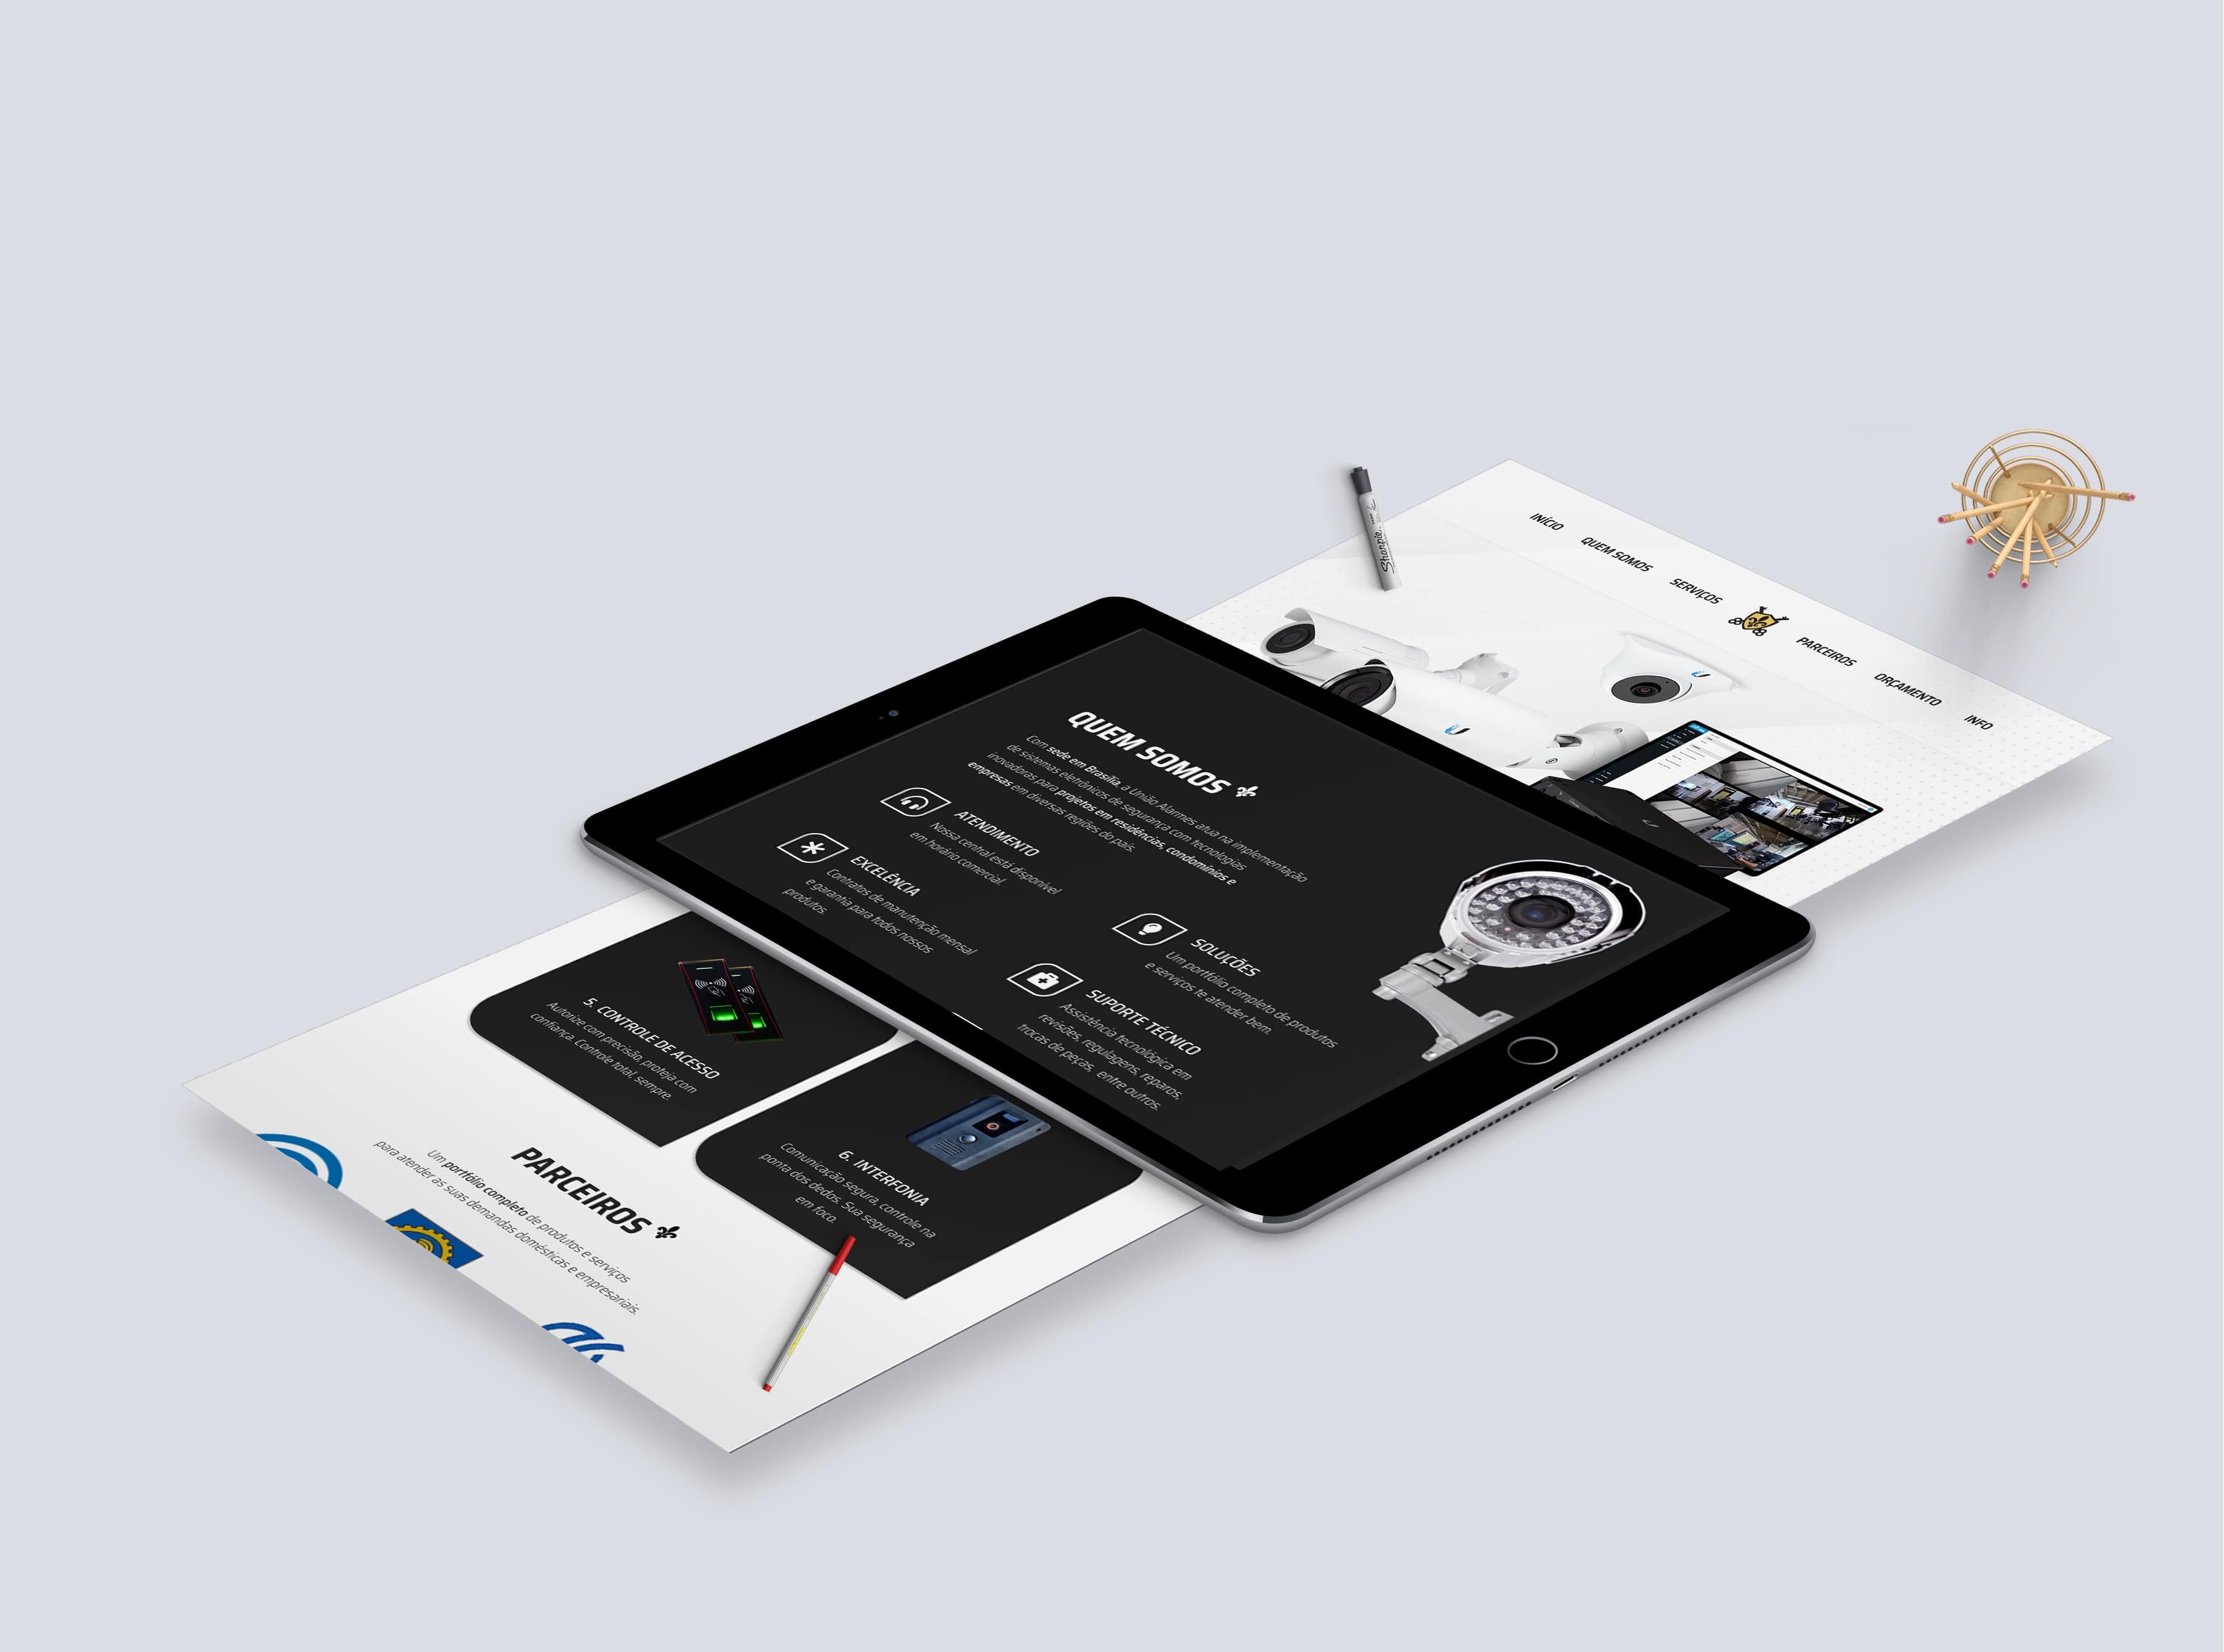 INÍCIO
QUEM SOMOS
SERVIÇOS
PARCEIROS
ORÇAMENTO
INFO
Sharpie
QUEM SOMOS
Com sede em Brasília, a União Alarmes atua na implementação
de sistemas eletrônicos de segurança com tecnologias
inovadoras para projetos em residências, condomínios e
empresas em diversas regiões do país.
ATENDIMENTO
Nossa central está disponível
em horário comercial.
EXCELÊNCIA
Contratos de manutenção mensal
e garantia para todos nossos
produtos.
SOLUÇÕES
Um portfólio completo de produtos
e serviços te atender bem.
SUPORTE TÉCNICO
Assistência tecnológica em
revisões, regulagens, reparos,
trocas de peças, entre outros.
5. CONTROLE DE ACESSO
Autorize com precisão, proteja com
confiança. Controle total, sempre.
6. INTERFONIA
Comunicação segura, controle na
ponta dos dedos. Sua segurança
em foco.
PARCEIROS
Um portfólio completo de produtos e serviços
para atender as suas demandas domésticas e empresariais.